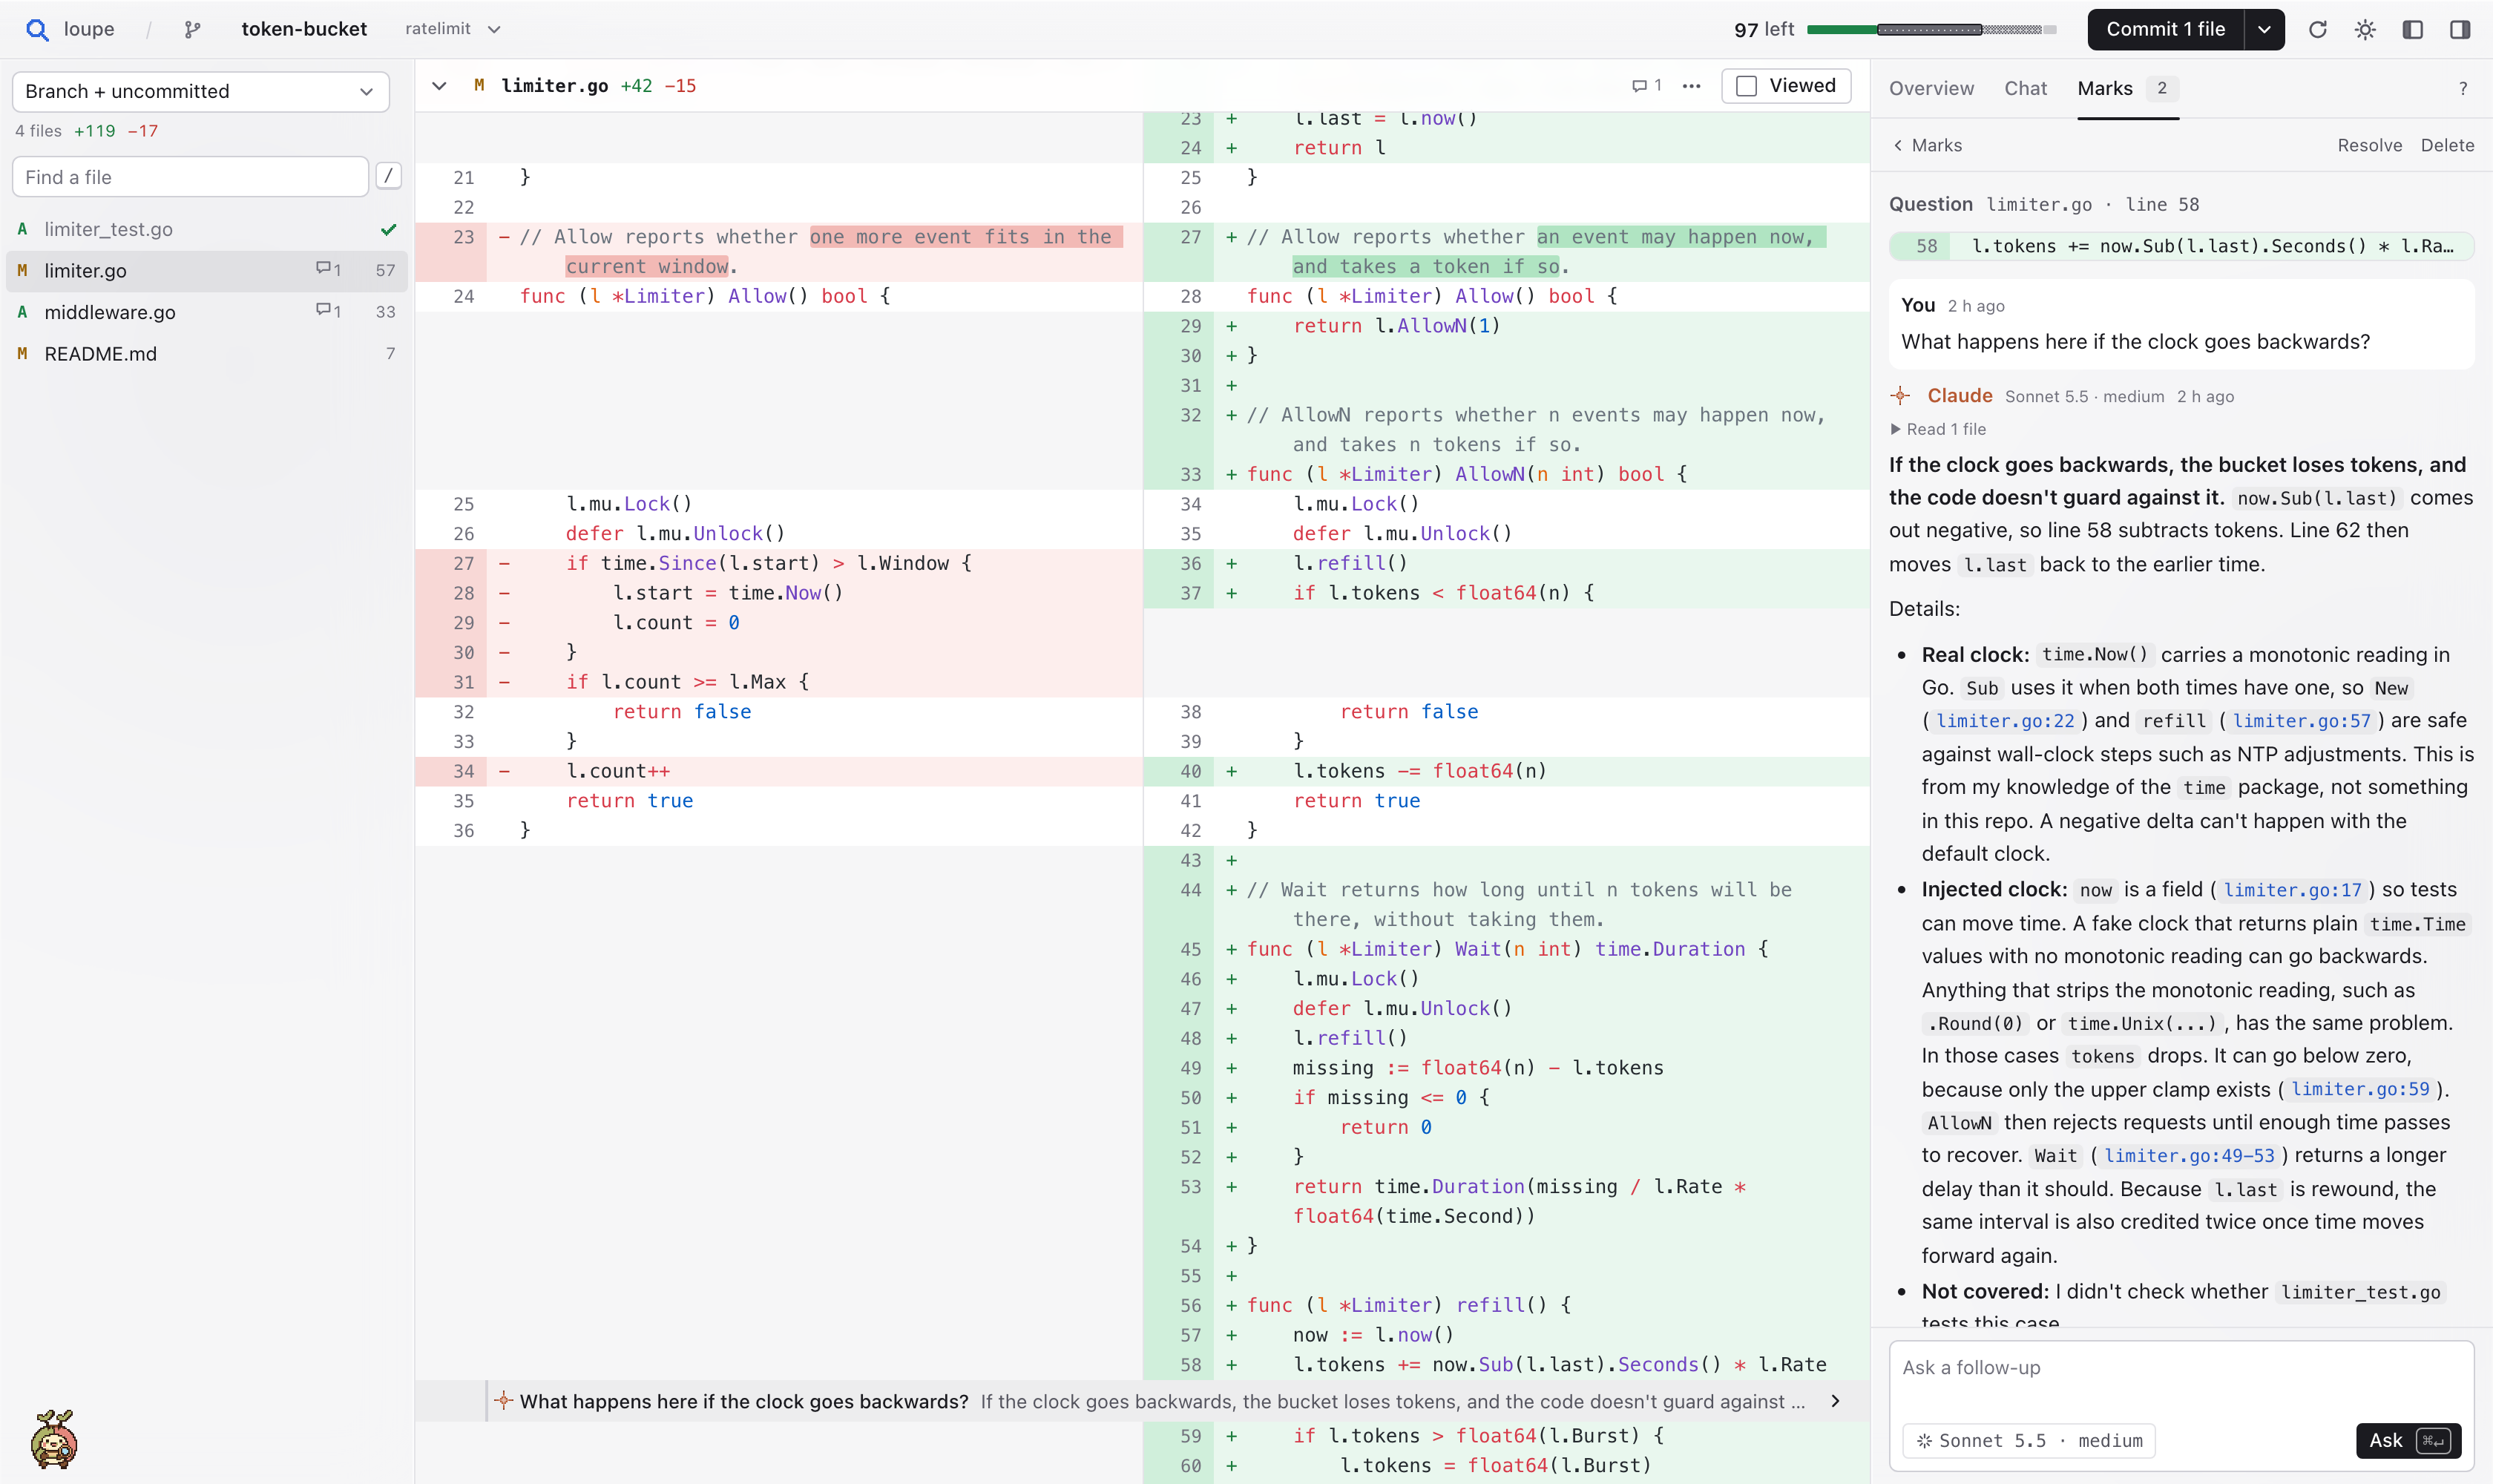 loupe / token-bucket ratelimit
97 left
Commit 1 file
Branch + uncommitted
4 files +119 −17
Find a file /
A limiter_test.go
M limiter.go 1 57
A middleware.go 1 33
M README.md 7
M limiter.go +42 −15
1 ... Viewed
21 }
22
23 − // Allow reports whether one more event fits in the
current window.
24 func (l *Limiter) Allow() bool {
25 l.mu.Lock()
26 defer l.mu.Unlock()
27 − if time.Since(l.start) > l.Window {
28 − l.start = time.Now()
29 − l.count = 0
30 − }
31 − if l.count >= l.Max {
32 return false
33 }
34 − l.count++
35 return true
36 }
23 + l.last = l.now()
24 + return l
25 }
26
27 + // Allow reports whether an event may happen now,
and takes a token if so.
28 func (l *Limiter) Allow() bool {
29 + return l.AllowN(1)
30 + }
31 +
32 + // AllowN reports whether n events may happen now,
and takes n tokens if so.
33 + func (l *Limiter) AllowN(n int) bool {
34 l.mu.Lock()
35 defer l.mu.Unlock()
36 + l.refill()
37 + if l.tokens < float64(n) {
38 return false
39 }
40 + l.tokens -= float64(n)
41 return true
42 }
43 +
44 + // Wait returns how long until n tokens will be
there, without taking them.
45 + func (l *Limiter) Wait(n int) time.Duration {
46 + l.mu.Lock()
47 + defer l.mu.Unlock()
48 + l.refill()
49 + missing := float64(n) - l.tokens
50 + if missing <= 0 {
51 + return 0
52 + }
53 + return time.Duration(missing / l.Rate *
float64(time.Second))
54 + }
55 +
56 + func (l *Limiter) refill() {
57 + now := l.now()
58 + l.tokens += now.Sub(l.last).Seconds() * l.Rate
What happens here if the clock goes backwards? If the clock goes backwards, the bucket loses tokens, and the code doesn't guard against ...
59 + if l.tokens > float64(l.Burst) {
60 + l.tokens = float64(l.Burst)
Overview Chat Marks 2 ?
Marks Resolve Delete
Question limiter.go · line 58
58 l.tokens += now.Sub(l.last).Seconds() * l.Ra…
You 2 h ago
What happens here if the clock goes backwards?
Claude Sonnet 5.5 · medium 2 h ago
Read 1 file
If the clock goes backwards, the bucket loses tokens, and
the code doesn't guard against it. now.Sub(l.last) comes
out negative, so line 58 subtracts tokens. Line 62 then
moves l.last back to the earlier time.
Details:
• Real clock: time.Now() carries a monotonic reading in
Go. Sub uses it when both times have one, so New
(limiter.go:22) and refill (limiter.go:57) are safe
against wall-clock steps such as NTP adjustments. This is
from my knowledge of the time package, not something
in this repo. A negative delta can't happen with the
default clock.
• Injected clock: now is a field (limiter.go:17) so tests
can move time. A fake clock that returns plain time.Time
values with no monotonic reading can go backwards.
Anything that strips the monotonic reading, such as
.Round(0) or time.Unix(...), has the same problem.
In those cases tokens drops. It can go below zero,
because only the upper clamp exists (limiter.go:59).
AllowN then rejects requests until enough time passes
to recover. Wait (limiter.go:49–53) returns a longer
delay than it should. Because l.last is rewound, the
same interval is also credited twice once time moves
forward again.
• Not covered: I didn't check whether limiter_test.go
tests this case
Ask a follow-up
Sonnet 5.5 · medium
Ask ⌘↵